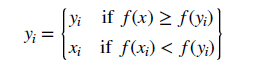 yᵢ = { yᵢ if f(x) ≥ f(yᵢ)
xᵢ if f(xᵢ) < f(yᵢ) }